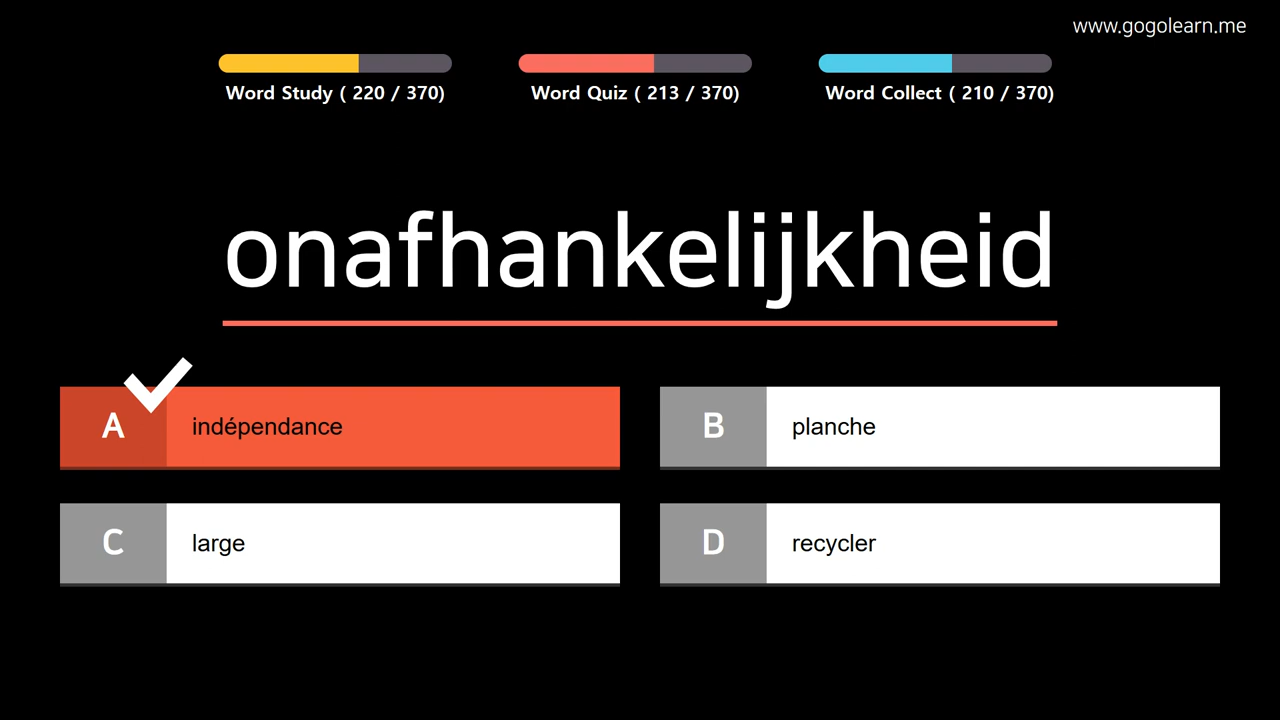 www.gogolearn.me
Word Study ( 220 / 370)
Word Quiz ( 213 / 370)
Word Collect ( 210 / 370)
onafhankelijkheid
A indépendance
B planche
C large
D recycler